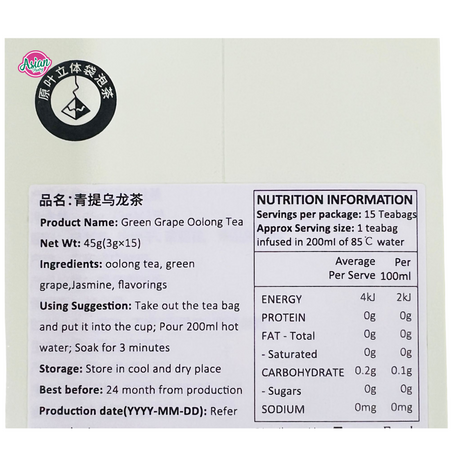 Asian
原叶立体袋泡茶
品名:青提乌龙茶
Product Name: Green Grape Oolong Tea
Net Wt: 45g(3g×15)
Ingredients: oolong tea, green
grape,Jasmine, flavorings
Using Suggestion: Take out the tea bag
and put it into the cup; Pour 200ml hot
water; Soak for 3 minutes
Storage: Store in cool and dry place
Best before: 24 month from production
Production date(YYYY-MM-DD): Refer
NUTRITION INFORMATION
Servings per package: 15 Teabags
Approx Serving size: 1 teabag
infused in 200ml of 85℃ water
Average Per
Per Serve 100ml
ENERGY 4kJ 2kJ
PROTEIN 0g 0g
FAT - Total 0g 0g
- Saturated 0g 0g
CARBOHYDRATE 0.2g 0.1g
- Sugars 0g 0g
SODIUM 0mg 0mg